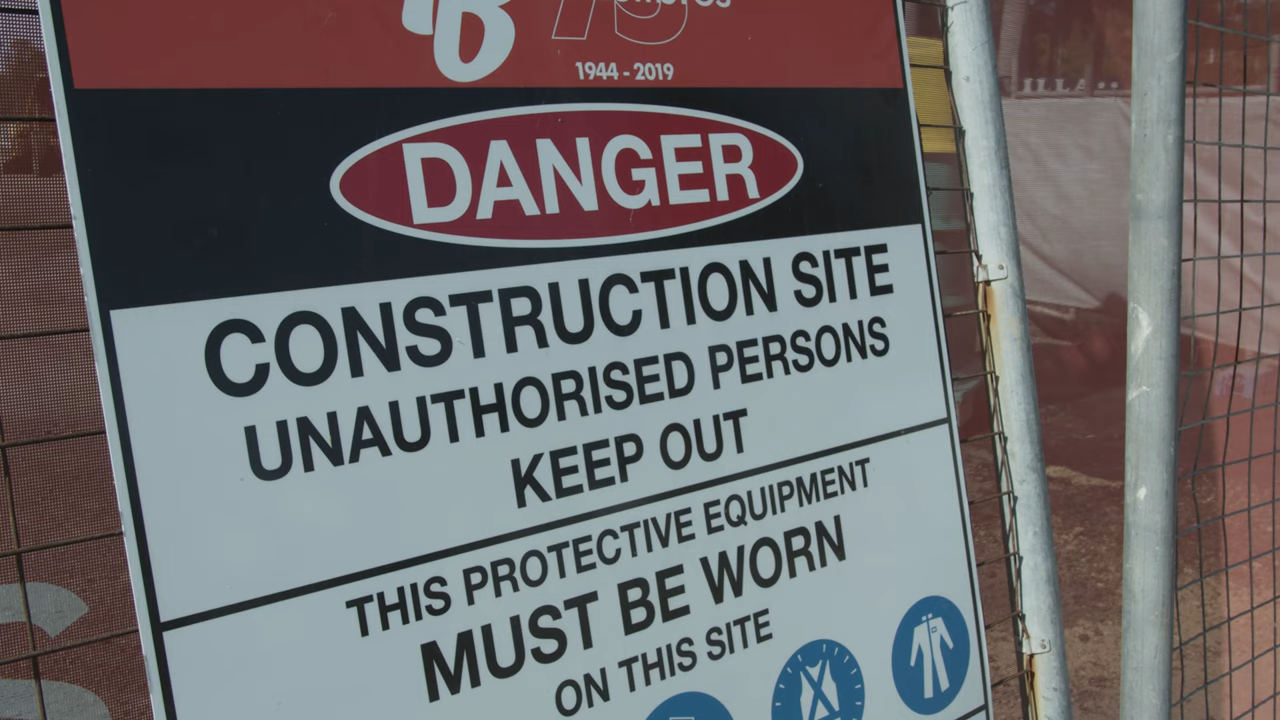 1944 - 2019
DANGER
CONSTRUCTION SITE
UNAUTHORISED PERSONS
KEEP OUT
THIS PROTECTIVE EQUIPMENT
MUST BE WORN
ON THIS SITE